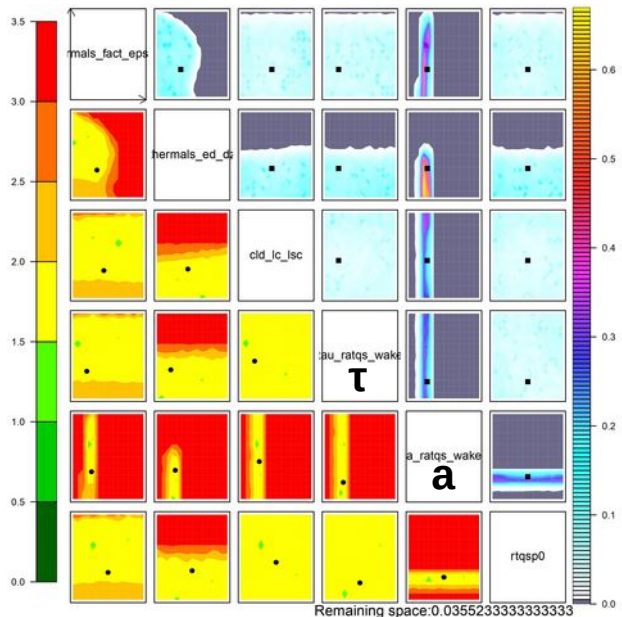 3.5
3.0
2.5
2.0
1.5
1.0
0.5
0.0
rmals_fact_eps
hermals_ed_dz
cld_lc_lsc
tau_ratqs_wake
τ
a_ratqs_wake
a
rtqsp0
0.6
0.5
0.4
0.3
0.2
0.1
0.0
Remaining space:0.0355233333333333